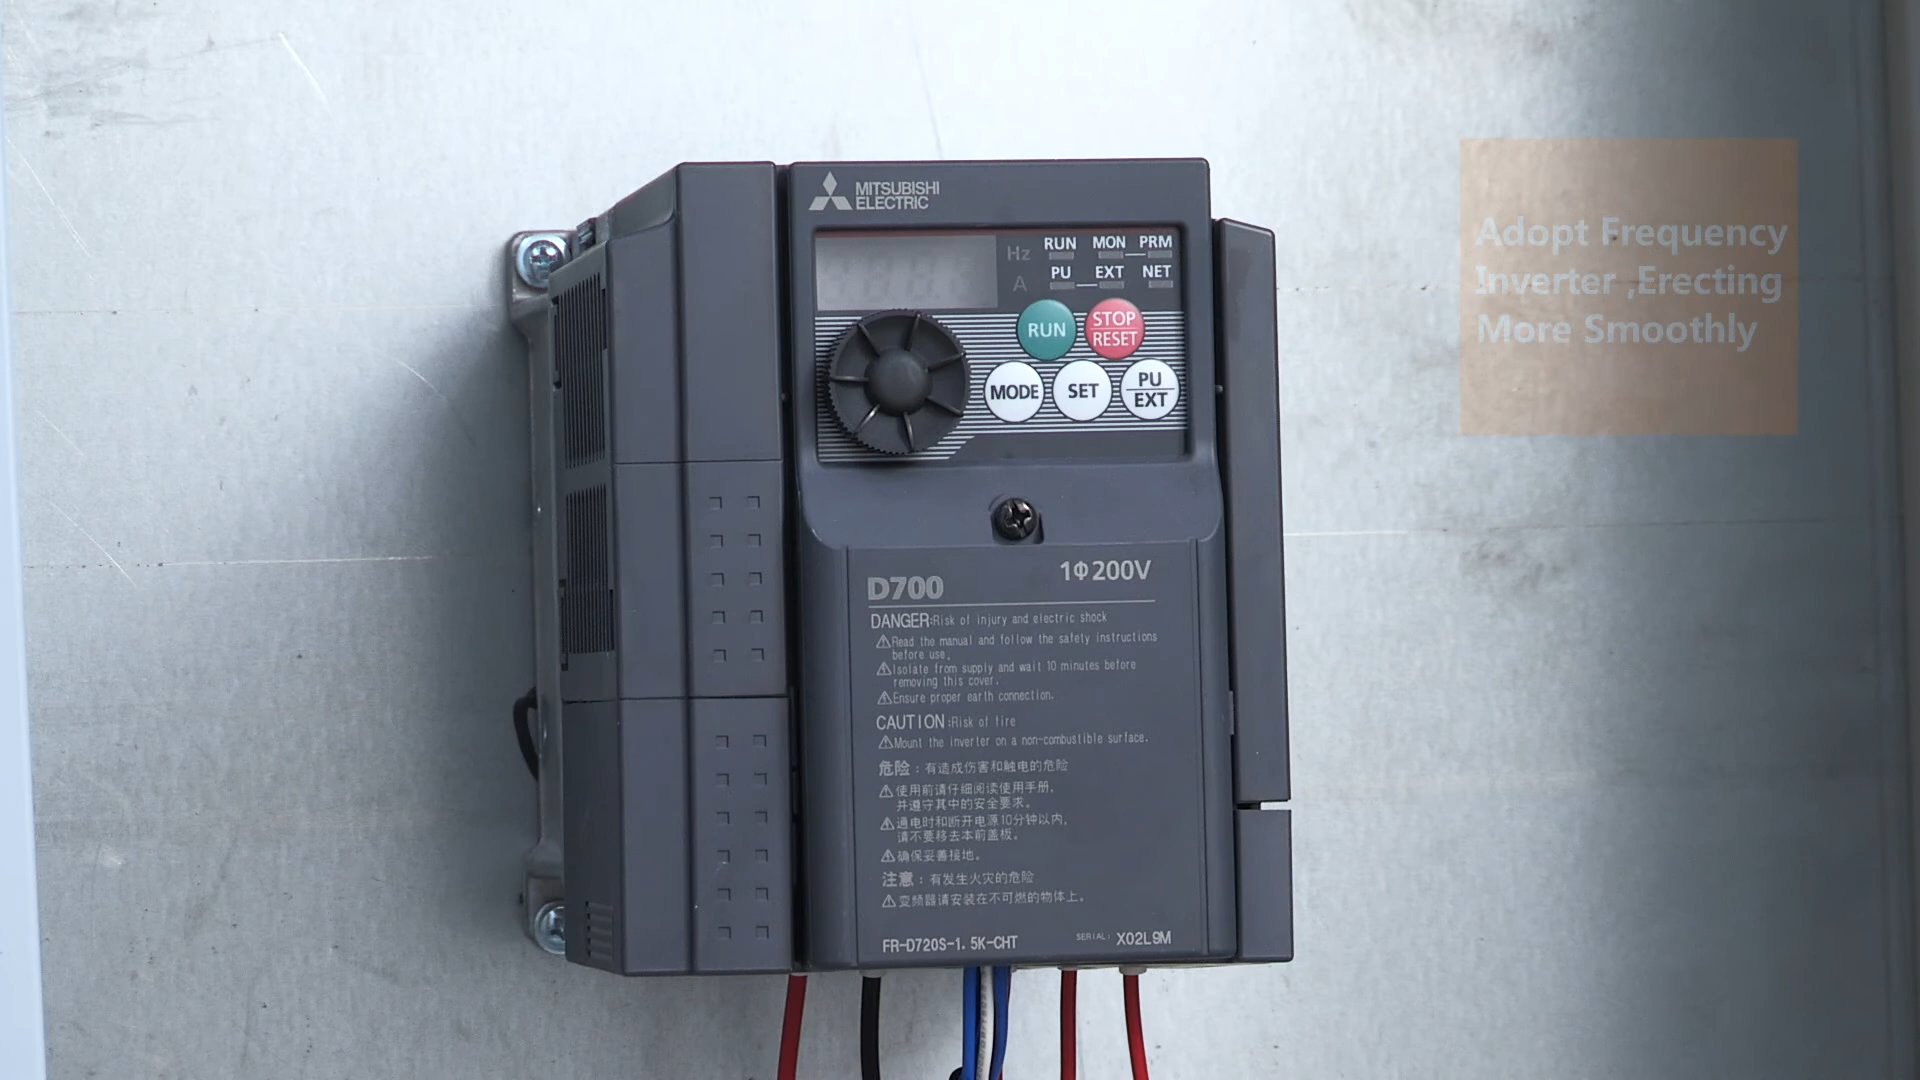 MITSUBISHI
ELECTRIC
Hz
RUN MON PRM
A
PU EXT NET
RUN
STOP
RESET
MODE
SET
PU
EXT
D700
1Φ200V
DANGER:Risk of injury and electric shock
⚠Read the manual and follow the safety instructions
before use.
⚠Isolate from supply and wait 10 minutes before
removing this cover.
⚠Ensure proper earth connection.
CAUTION:Risk of fire
⚠Mount the inverter on a non-combustible surface.
危险：有造成伤害和触电的危险
⚠使用前请仔细阅读使用手册,
并遵守其中的安全要求。
⚠通电时和断开电源10分钟以内,
请不要移去本前盖板。
⚠确保妥善接地。
注意：有发生火灾的危险
⚠变频器请安装在不可燃的物体上。
FR-D720S-1.5K-CHT
SERIAL: X02L9M
Adopt Frequency
Inverter ,Erecting
More Smoothly